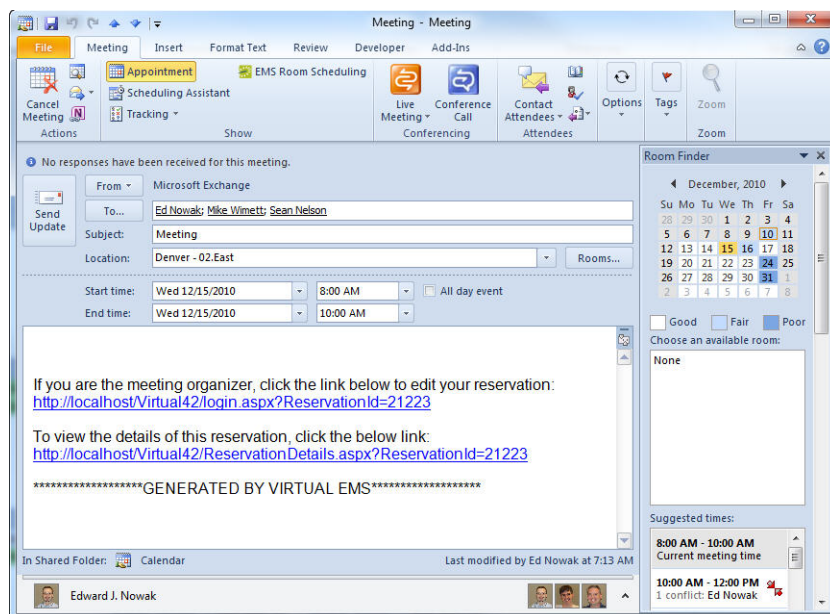 Meeting - Meeting
File Meeting Insert Format Text Review Developer Add-Ins
Cancel Meeting
Actions
Appointment
Scheduling Assistant
Tracking
EMS Room Scheduling
Show
Live Meeting
Conference Call
Conferencing
Contact Attendees
Attendees
Options
Tags
Zoom
Zoom
No responses have been received for this meeting.
Send Update
From Microsoft Exchange
To... Ed Nowak; Mike Wimett; Sean Nelson
Subject: Meeting
Location: Denver - 02.East Rooms...
Start time: Wed 12/15/2010 8:00 AM All day event
End time: Wed 12/15/2010 10:00 AM
If you are the meeting organizer, click the link below to edit your reservation:
http://localhost/Virtual42/login.aspx?ReservationId=21223
To view the details of this reservation, click the below link:
http://localhost/Virtual42/ReservationDetails.aspx?ReservationId=21223
*******************GENERATED BY VIRTUAL EMS*******************
In Shared Folder: Calendar Last modified by Ed Nowak at 7:13 AM
Edward J. Nowak
Room Finder
December, 2010
Su Mo Tu We Th Fr Sa
28 29 30 1 2 3 4
5 6 7 8 9 10 11
12 13 14 15 16 17 18
19 20 21 22 23 24 25
26 27 28 29 30 31 1
2 3 4 5 6 7 8
Good Fair Poor
Choose an available room:
None
Suggested times:
8:00 AM - 10:00 AM
Current meeting time
10:00 AM - 12:00 PM
1 conflict: Ed Nowak